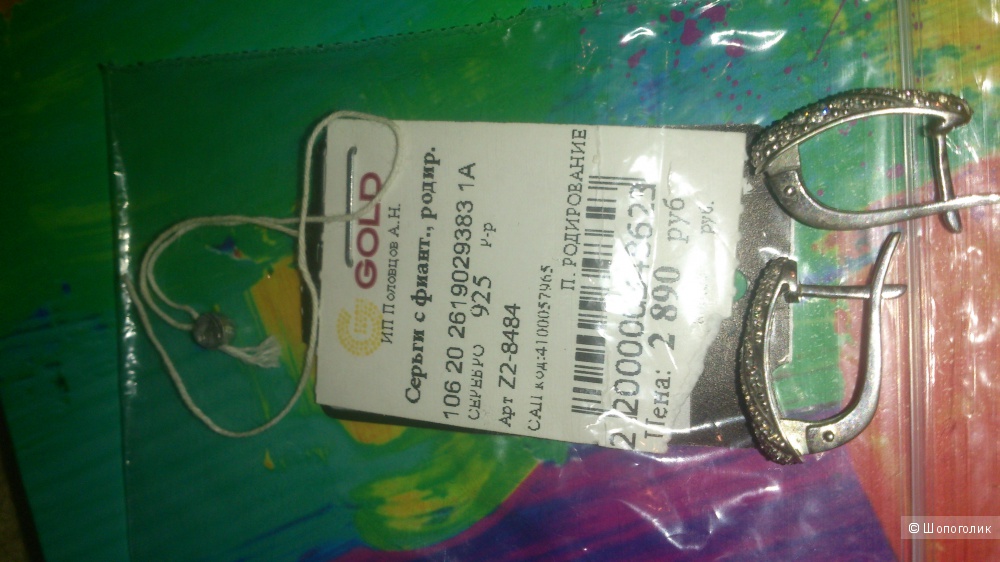 GOLD
ИП Половцов А.Н.
Серьги с фиант., родир.
106 20 2619029383 1А
СЕРЕБРО 925 р-р
Арт Z2-8484
САП код:4100057965
П. РОДИРОВАНИЕ
Цена: 2 890 руб
руб.
© Шопоголик